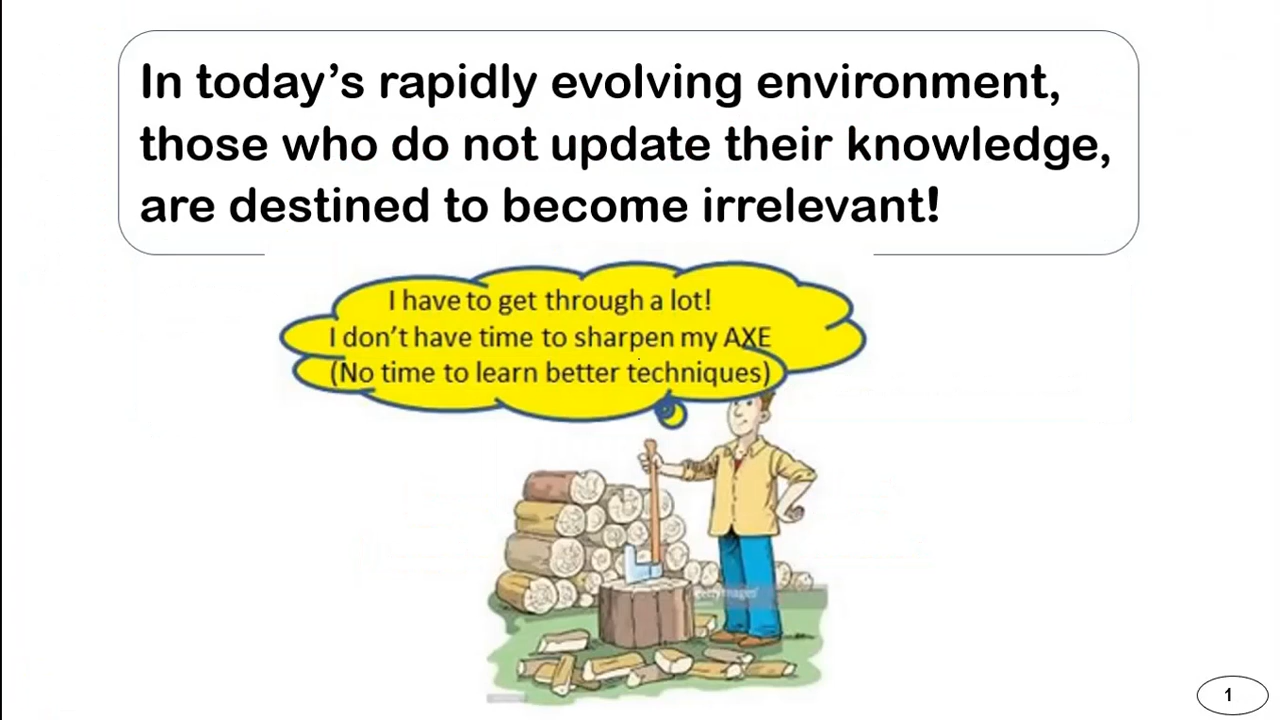 In today’s rapidly evolving environment,
those who do not update their knowledge,
are destined to become irrelevant!
I have to get through a lot!
I don’t have time to sharpen my AXE
(No time to learn better techniques)
gettyimages
1